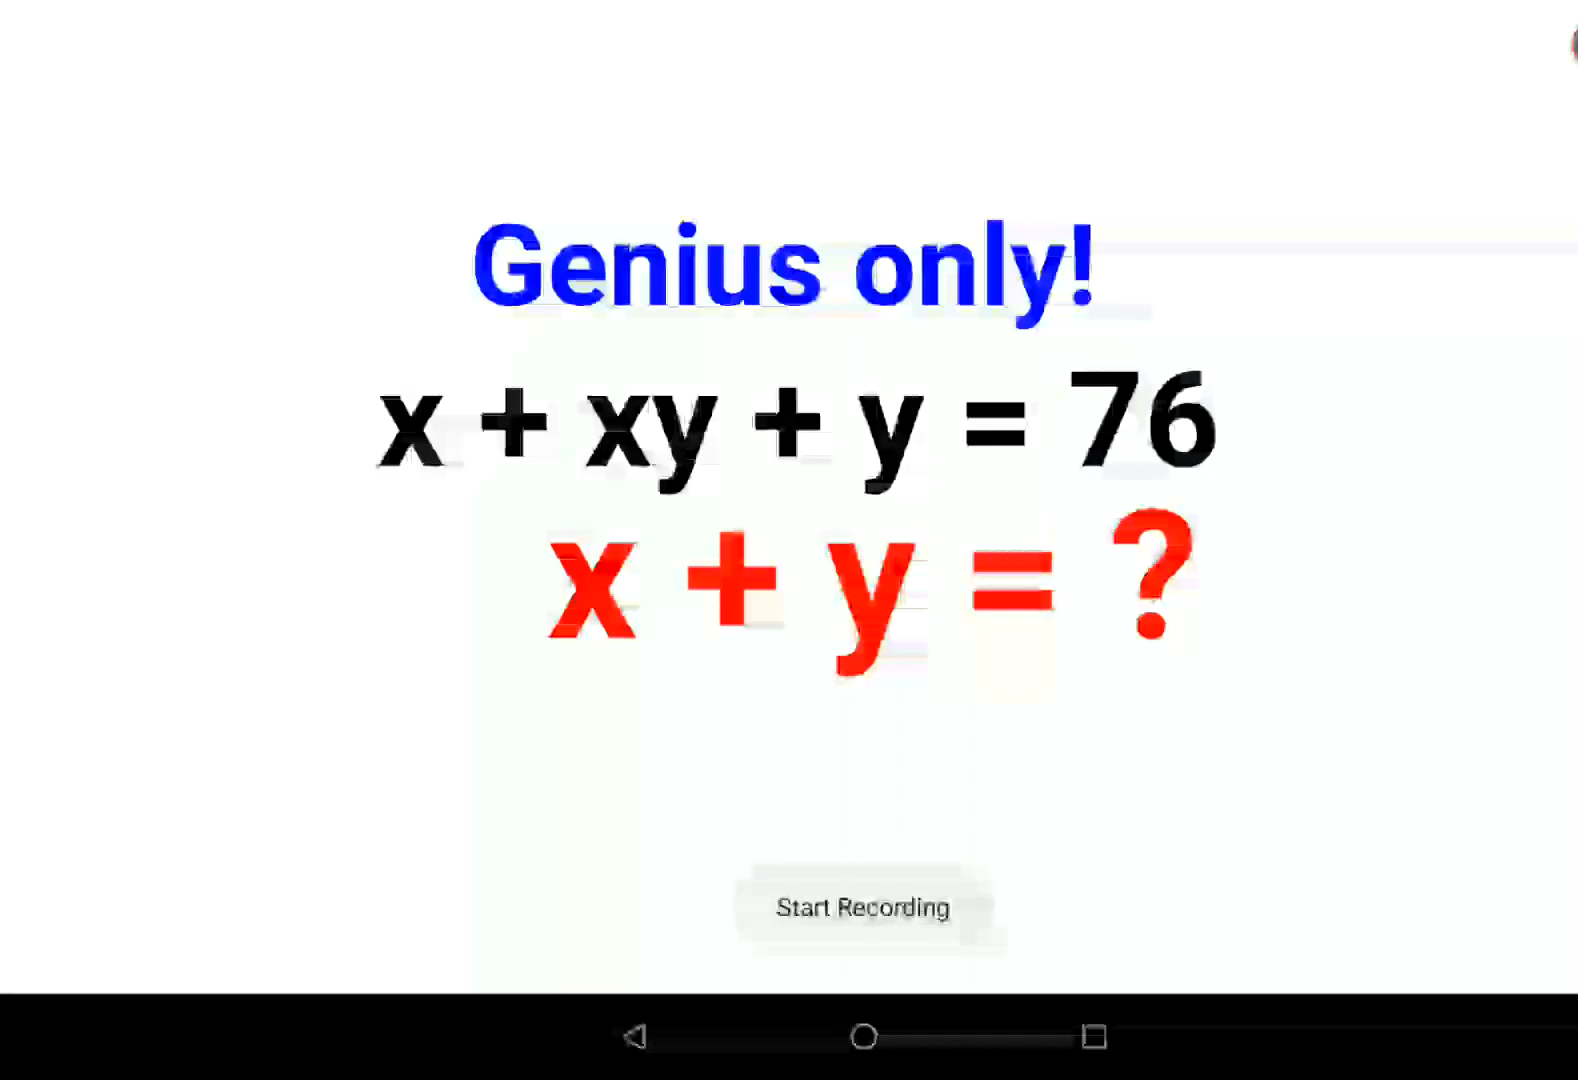 Genius only!
x + xy + y = 76
x + y = ?
Start Recording